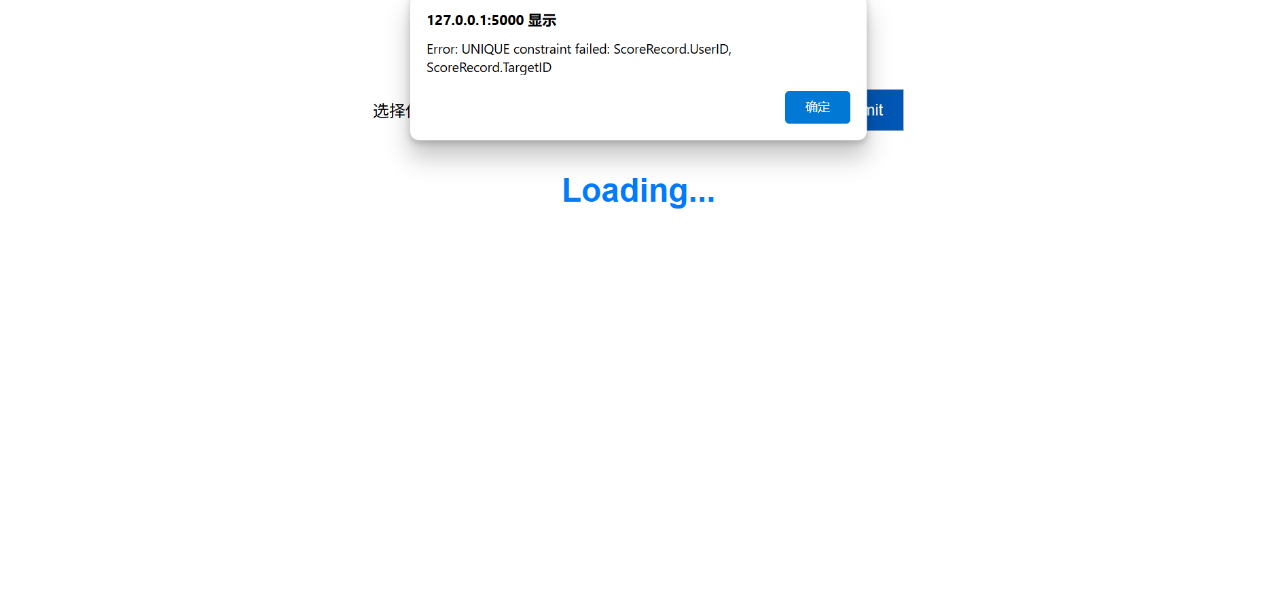 127.0.0.1:5000 显示
Error: UNIQUE constraint failed: ScoreRecord.UserID,
ScoreRecord.TargetID
确定
选择
Loading...